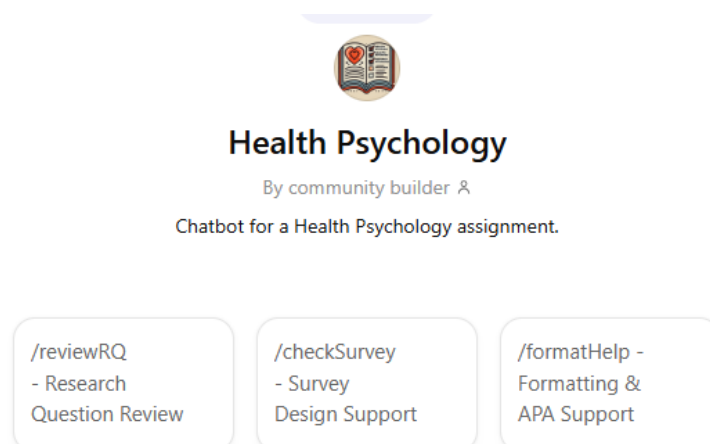 Health Psychology
By community builder
Chatbot for a Health Psychology assignment.
/reviewRQ
- Research
Question Review
/checkSurvey
- Survey
Design Support
/formatHelp -
Formatting &
APA Support